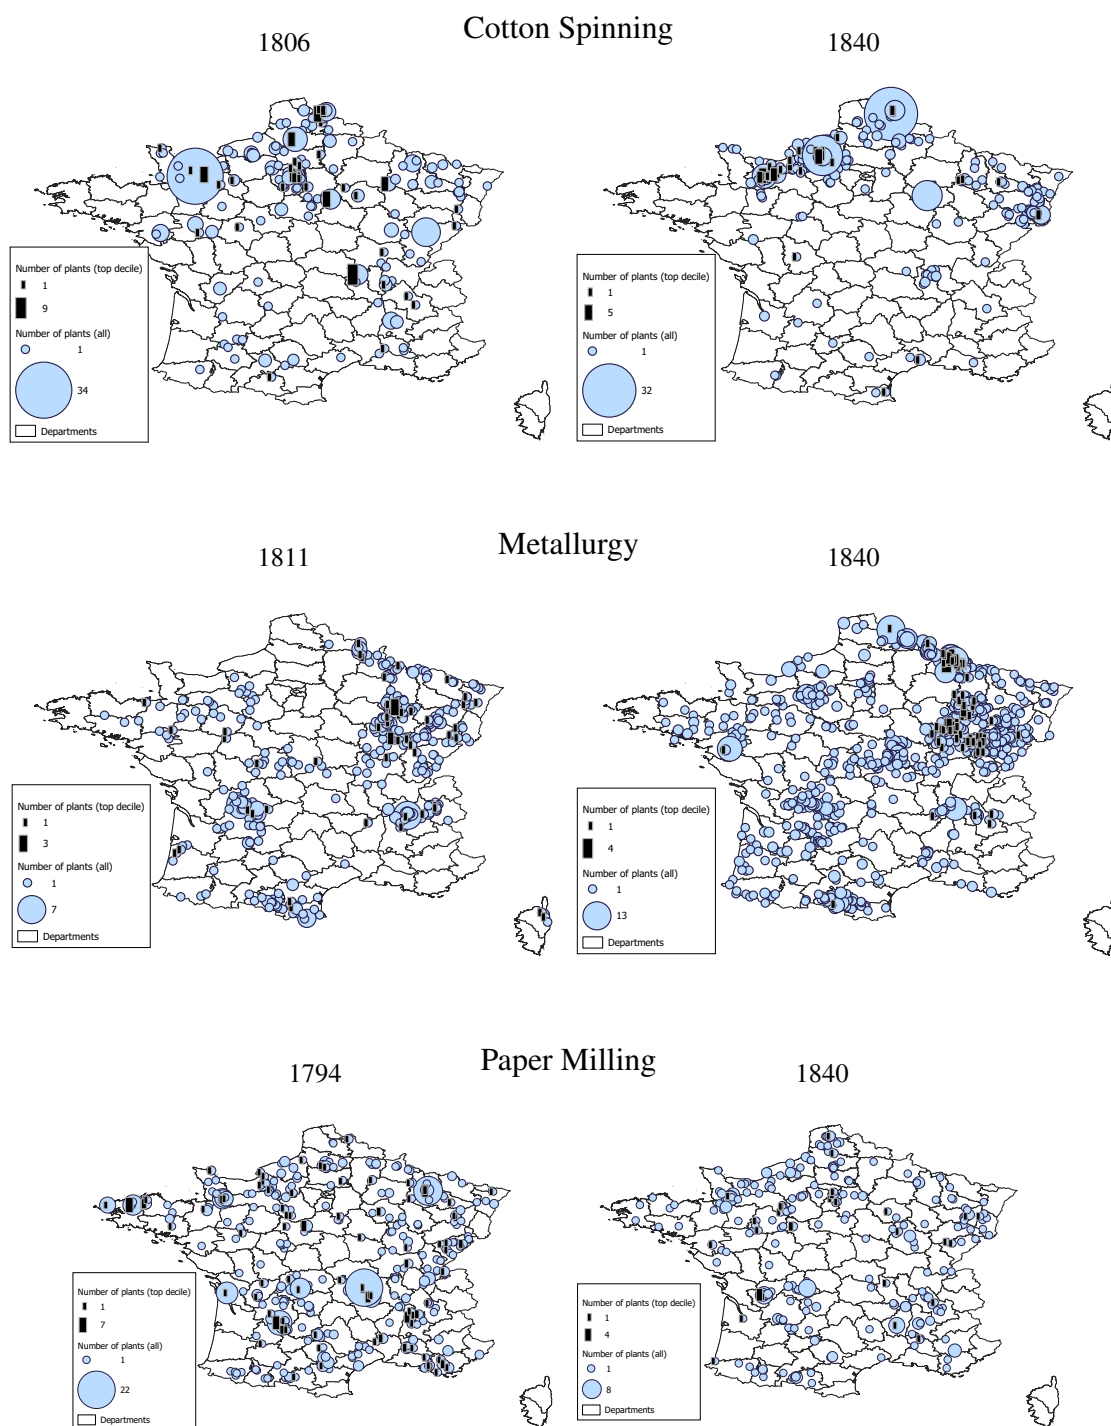 Cotton Spinning
1806
1840
Number of plants (top decile)
1
9
Number of plants (all)
1
34
Departments
Number of plants (top decile)
1
5
Number of plants (all)
1
32
Departments
Metallurgy
1811
1840
Number of plants (top decile)
1
3
Number of plants (all)
1
7
Departments
Number of plants (top decile)
1
4
Number of plants (all)
1
13
Departments
Paper Milling
1794
1840
Number of plants (top decile)
1
7
Number of plants (all)
1
22
Departments
Number of plants (top decile)
1
4
Number of plants (all)
1
8
Departments